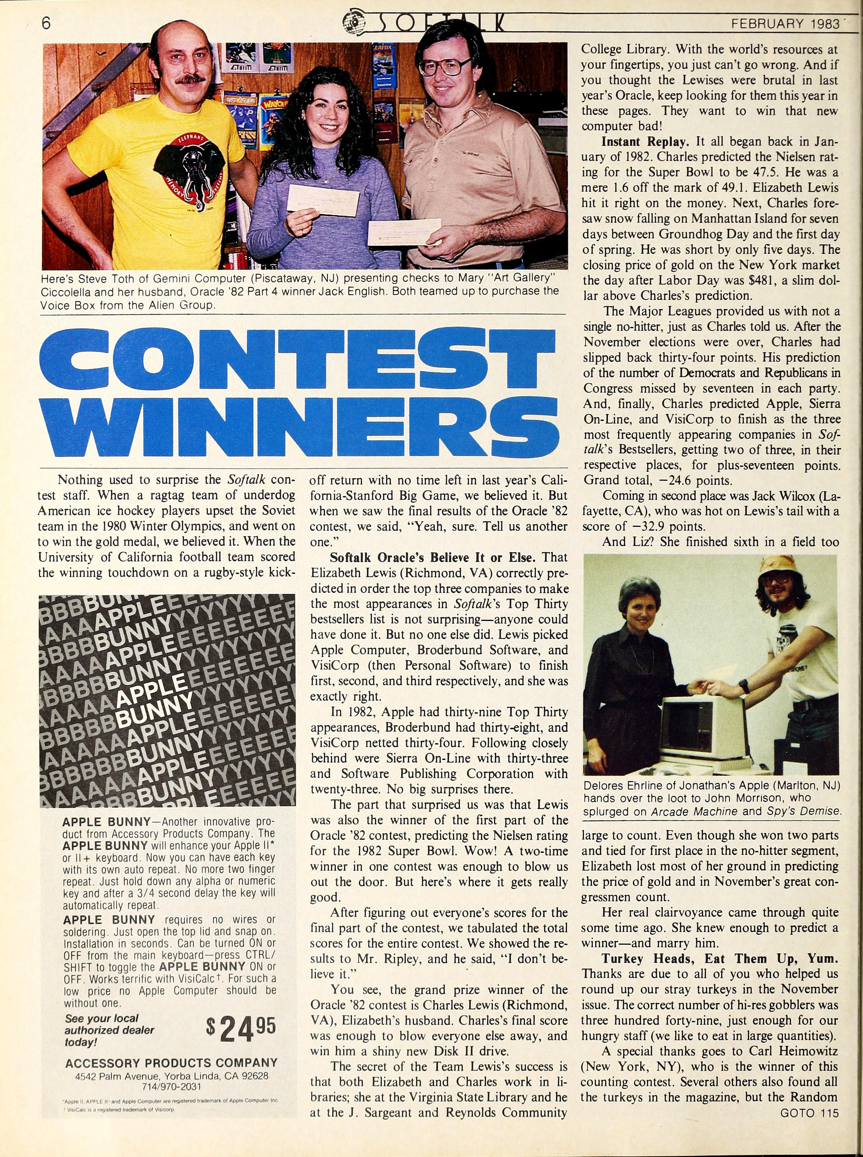 6
SOFTALK
FEBRUARY 1983
ELEPHANT
MEMORY
Here's Steve Toth of Gemini Computer (Piscataway, NJ) presenting checks to Mary "Art Gallery"
Ciccolella and her husband, Oracle '82 Part 4 winner Jack English. Both teamed up to purchase the
Voice Box from the Alien Group.
CONTEST
WINNERS
Nothing used to surprise the Softalk con-
test staff. When a ragtag team of underdog
American ice hockey players upset the Soviet
team in the 1980 Winter Olympics, and went on
to win the gold medal, we believed it. When the
University of California football team scored
the winning touchdown on a rugby-style kick-
BBBBBUNNYYYYYYYYY
AAAAAPPLEEEEEEEE
BBBBBUNNYYYYYYYYY
AAAAAAPPLEEEEEEEE
BBBBBBUNNYYYYYYYY
AAAAAAPPLEEEEEEEE
BBBBBBUNNYYYYYYYY
AAAAAAAPPLEEEEEEE
BBBBBBBUNNYYYYYYY
AAAAAAAPPLEEEEEE
APPLE BUNNY—Another innovative pro-
duct from Accessory Products Company. The
APPLE BUNNY will enhance your Apple II*
or II+ keyboard. Now you can have each key
with its own auto repeat. No more two finger
repeat. Just hold down any alpha or numeric
key and after a 3/4 second delay the key will
automatically repeat.
APPLE BUNNY requires no wires or
soldering. Just open the top lid and snap on.
Installation in seconds. Can be turned ON or
OFF from the main keyboard—press CTRL/
SHIFT to toggle the APPLE BUNNY ON or
OFF. Works terrific with VisiCalc†. For such a
low price no Apple Computer should be
without one.
See your local
authorized dealer
today!
$24 95
ACCESSORY PRODUCTS COMPANY
4542 Palm Avenue, Yorba Linda, CA 92628
714/970-2031
*Apple II, APPLE II+ and Apple Computer are registered trademark of Apple Computer Inc.
† VisiCalc is a registered trademark of Visicorp.
off return with no time left in last year's Cali-
fornia-Stanford Big Game, we believed it. But
when we saw the final results of the Oracle '82
contest, we said, "Yeah, sure. Tell us another
one."
Softalk Oracle's Believe It or Else. That
Elizabeth Lewis (Richmond, VA) correctly pre-
dicted in order the top three companies to make
the most appearances in Softalk's Top Thirty
bestsellers list is not surprising—anyone could
have done it. But no one else did. Lewis picked
Apple Computer, Broderbund Software, and
VisiCorp (then Personal Software) to finish
first, second, and third respectively, and she was
exactly right.
In 1982, Apple had thirty-nine Top Thirty
appearances, Broderbund had thirty-eight, and
VisiCorp netted thirty-four. Following closely
behind were Sierra On-Line with thirty-three
and Software Publishing Corporation with
twenty-three. No big surprises there.
The part that surprised us was that Lewis
was also the winner of the first part of the
Oracle '82 contest, predicting the Nielsen rating
for the 1982 Super Bowl. Wow! A two-time
winner in one contest was enough to blow us
out the door. But here's where it gets really
good.
After figuring out everyone's scores for the
final part of the contest, we tabulated the total
scores for the entire contest. We showed the re-
sults to Mr. Ripley, and he said, "I don't be-
lieve it."
You see, the grand prize winner of the
Oracle '82 contest is Charles Lewis (Richmond,
VA), Elizabeth's husband. Charles's final score
was enough to blow everyone else away, and
win him a shiny new Disk II drive.
The secret of the Team Lewis's success is
that both Elizabeth and Charles work in li-
braries; she at the Virginia State Library and he
at the J. Sargeant and Reynolds Community
College Library. With the world's resources at
your fingertips, you just can't go wrong. And if
you thought the Lewises were brutal in last
year's Oracle, keep looking for them this year in
these pages. They want to win that new
computer bad!
Instant Replay. It all began back in Jan-
uary of 1982. Charles predicted the Nielsen rat-
ing for the Super Bowl to be 47.5. He was a
mere 1.6 off the mark of 49.1. Elizabeth Lewis
hit it right on the money. Next, Charles fore-
saw snow falling on Manhattan Island for seven
days between Groundhog Day and the first day
of spring. He was short by only five days. The
closing price of gold on the New York market
the day after Labor Day was $481, a slim dol-
lar above Charles's prediction.
The Major Leagues provided us with not a
single no-hitter, just as Charles told us. After the
November elections were over, Charles had
slipped back thirty-four points. His prediction
of the number of Democrats and Republicans in
Congress missed by seventeen in each party.
And, finally, Charles predicted Apple, Sierra
On-Line, and VisiCorp to finish as the three
most frequently appearing companies in Sof-
talk's Bestsellers, getting two of three, in their
respective places, for plus-seventeen points.
Grand total, −24.6 points.
Coming in second place was Jack Wilcox (La-
fayette, CA), who was hot on Lewis's tail with a
score of −32.9 points.
And Liz? She finished sixth in a field too
Delores Ehrline of Jonathan's Apple (Marlton, NJ)
hands over the loot to John Morrison, who
splurged on Arcade Machine and Spy's Demise.
large to count. Even though she won two parts
and tied for first place in the no-hitter segment,
Elizabeth lost most of her ground in predicting
the price of gold and in November's great con-
gressmen count.
Her real clairvoyance came through quite
some time ago. She knew enough to predict a
winner—and marry him.
Turkey Heads, Eat Them Up, Yum.
Thanks are due to all of you who helped us
round up our stray turkeys in the November
issue. The correct number of hi-res gobblers was
three hundred forty-nine, just enough for our
hungry staff (we like to eat in large quantities).
A special thanks goes to Carl Heimowitz
(New York, NY), who is the winner of this
counting contest. Several others also found all
the turkeys in the magazine, but the Random
GOTO 115